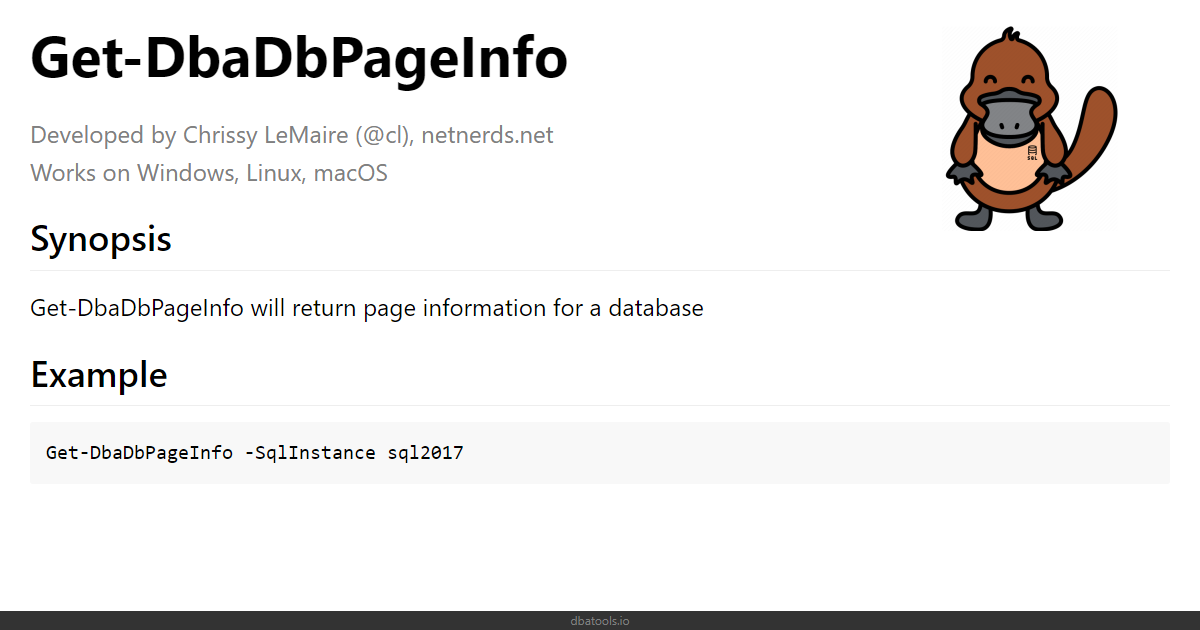 Get-DbaDbPageInfo
Developed by Chrissy LeMaire (@cl), netnerds.net
Works on Windows, Linux, macOS
SQL
Synopsis
Get-DbaDbPageInfo will return page information for a database
Example
Get-DbaDbPageInfo -SqlInstance sql2017
dbatools.io